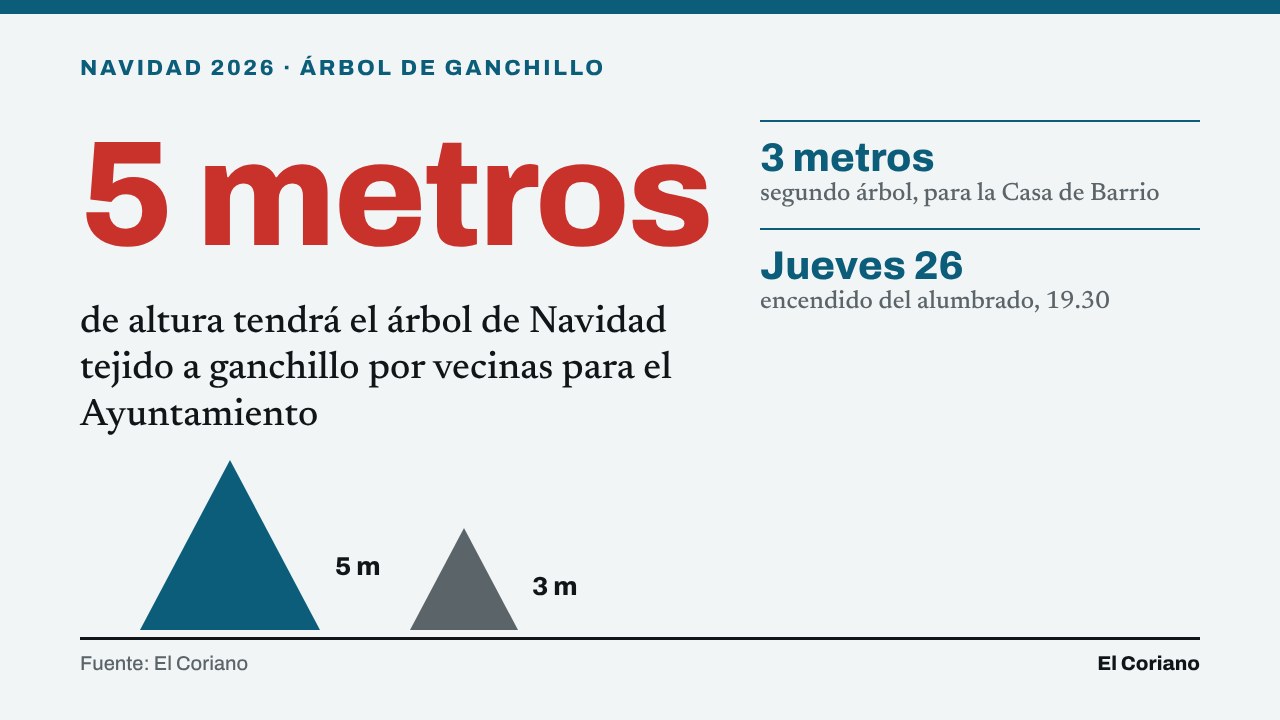 NAVIDAD 2026 · ÁRBOL DE GANCHILLO
5 metros
de altura tendrá el árbol de Navidad
tejido a ganchillo por vecinas para el
Ayuntamiento
3 metros
segundo árbol, para la Casa de Barrio
Jueves 26
encendido del alumbrado, 19.30
5 m
3 m
Fuente: El Coriano
El Coriano